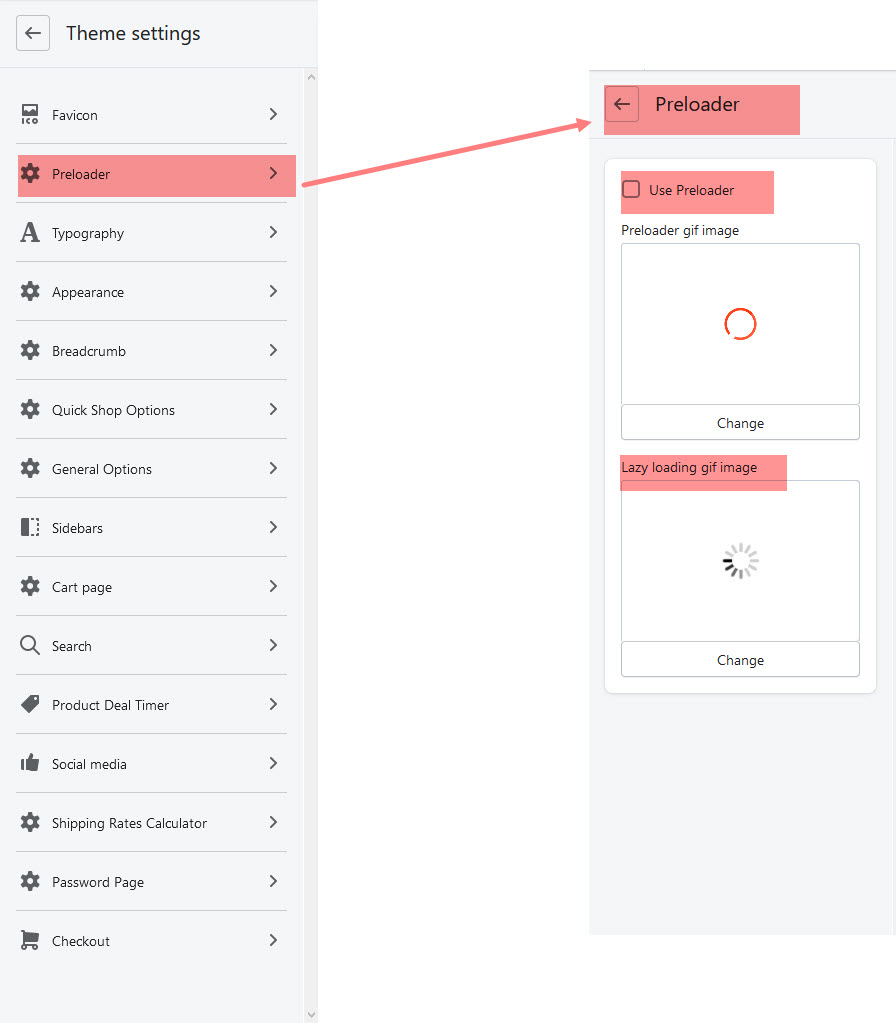 Theme settings
Favicon
Preloader
Typography
Appearance
Breadcrumb
Quick Shop Options
General Options
Sidebars
Cart page
Search
Product Deal Timer
Social media
Shipping Rates Calculator
Password Page
Checkout
Preloader
Use Preloader
Preloader gif image
Change
Lazy loading gif image
Change